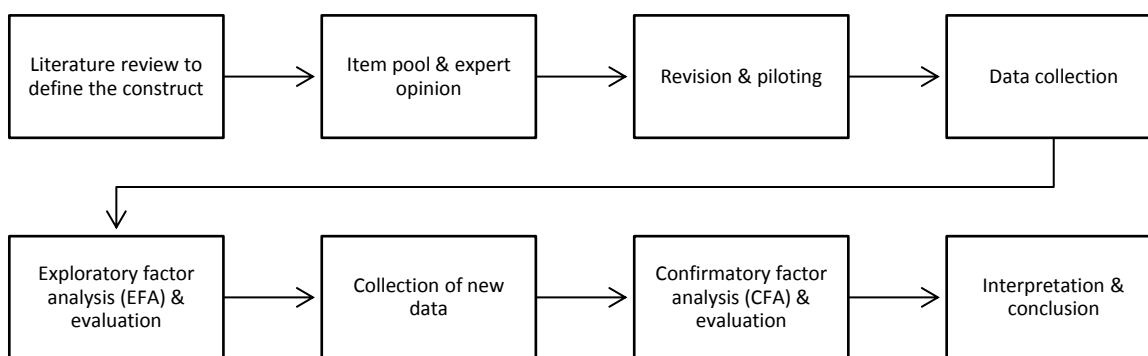 Literature review to
define the construct
Item pool & expert
opinion
Revision & piloting
Data collection
Exploratory factor
analysis (EFA) &
evaluation
Collection of new
data
Confirmatory factor
analysis (CFA) &
evaluation
Interpretation &
conclusion